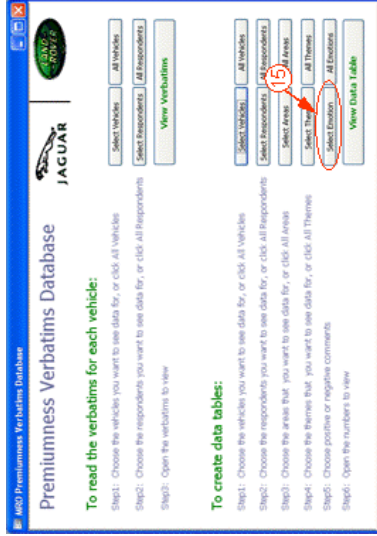 MRO Premiumness Verbatims Database
Premiumness Verbatims Database
JAGUAR
LAND
ROVER
To read the verbatims for each vehicle:
Step1: Choose the vehicles you want to see data for, or click All Vehicles
Select Vehicles
All Vehicles
Step2: Choose the respondents you want to see data for, or click All Respondents
Select Respondents
All Respondents
Step3: Open the verbatims to view
View Verbatims
To create data tables:
Step1: Choose the vehicles you want to see data for, or click All Vehicles
Select Vehicles
All Vehicles
Step2: Choose the respondents you want to see data for, or click All Respondents
Select Respondents
All Respondents
Step3: Choose the areas that you want to see data for, or click All Areas
Select Areas
All Areas
15
Step4: Choose the themes that you want to see data for, or click All Themes
Select Them
All Themes
Step5: Choose positive or negative comments
Select Emotion
All Emotions
Step6: Open the numbers to view
View Data Table